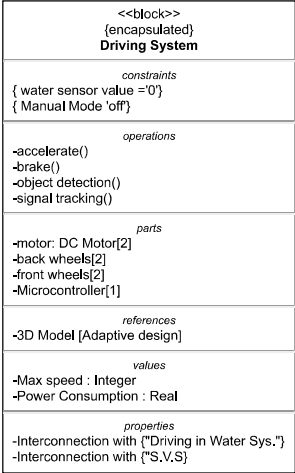 <<block>>
{encapsulated}
Driving System
constraints
{ water sensor value ='0'}
{ Manual Mode 'off'}
operations
-accelerate()
-brake()
-object detection()
-signal tracking()
parts
-motor: DC Motor[2]
-back wheels[2]
-front wheels[2]
-Microcontroller[1]
references
-3D Model [Adaptive design]
values
-Max speed : Integer
-Power Consumption : Real
properties
-Interconnection with {"Driving in Water Sys."}
-Interconnection with {"S.V.S}